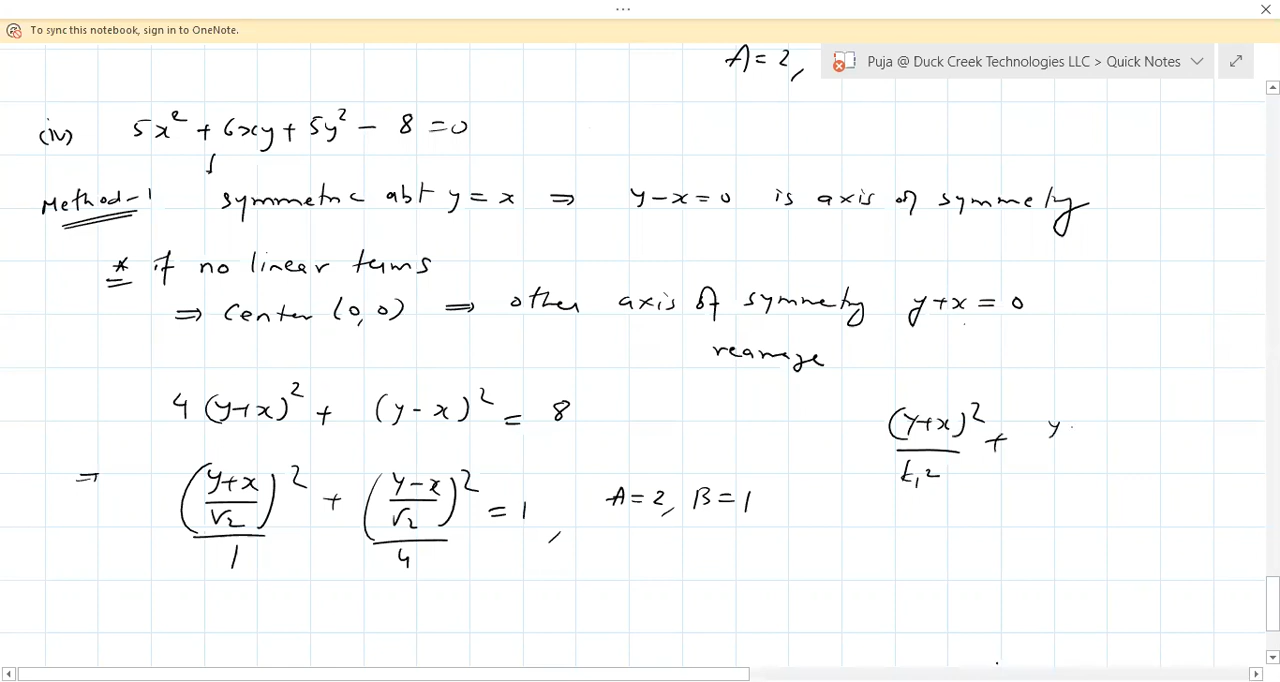 ...
To sync this notebook, sign in to OneNote.
A = 2,
Puja @ Duck Creek Technologies LLC > Quick Notes
(iv) 5x² + 6xy + 5y² - 8 = 0
Method-1 symmetric abt y = x ⇒ y - x = 0 is axis of symmetry
* if no linear terms
⇒ center (0,0) ⇒ other axis of symmetry y + x = 0
rearrage
4 (y+x)² + (y-x)² = 8
(y+x)²/t₁² + y
⇒ ((y+x)/√2)²/1 + ((y-x)/√2)²/4 = 1, A = 2, B = 1